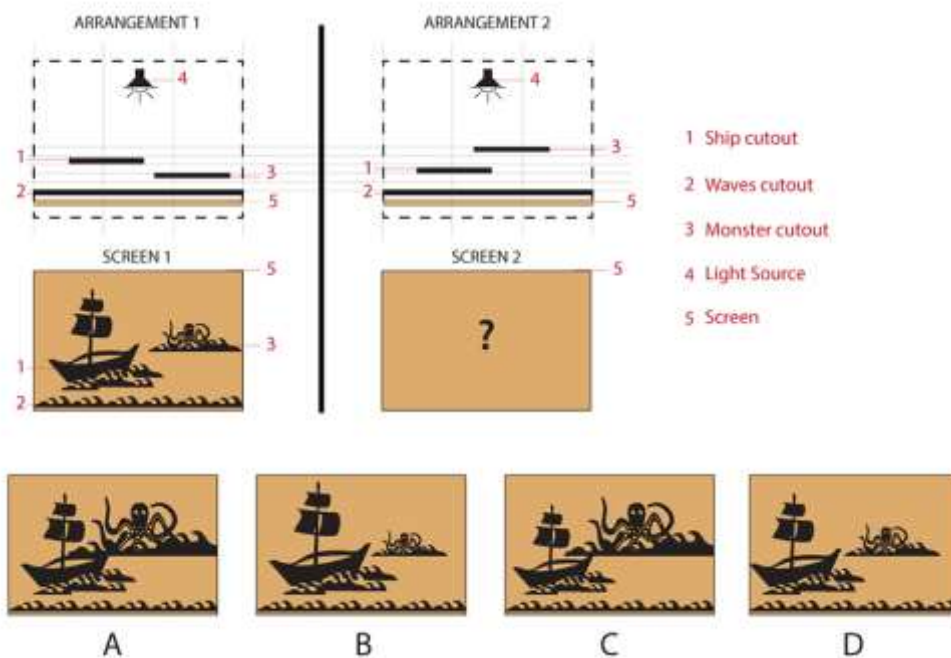 ARRANGEMENT 1
ARRANGEMENT 2
4
4
1
3
2
5
3
1
2
5
1 Ship cutout
2 Waves cutout
3 Monster cutout
4 Light Source
5 Screen
SCREEN 1
5
3
1
2
SCREEN 2
5
?
A
B
C
D